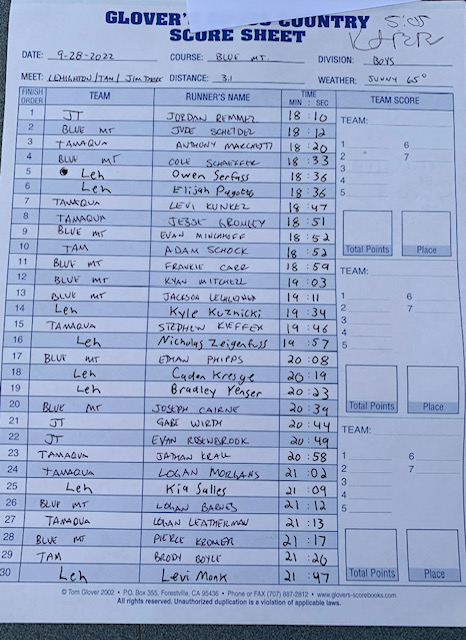 GLOVER'S CROSS COUNTRY
SCORE SHEET
DATE: 9-28-2022 COURSE: BLUE MT. DIVISION: BOYS
MEET: LEHIGHTON/TAM/JIM THORPE DISTANCE: 3.1 WEATHER: SUNNY 65°
FINISH ORDER TEAM RUNNER'S NAME TIME MIN : SEC TEAM SCORE
1 JT JORDAN REMMEL 18:10
2 BLUE MT JUDE SCHEIDEL 18:12
3 TAMAQUA ANTHONY 18:20
4 BLUE MT COLE SCHAEFFER 18:33
5 Leh Owen Serfass 18:36
6 Leh Elijah 18:36
7 TAMAQUA LEVI KUNKEL 18:47
8 TAMAQUA JESSE GROMLEY 18:51
9 BLUE MT EVAN MINCHHOFF 18:52
10 TAM ADAM SCHOCK 18:52
11 BLUE MT FRANKIE CARR 18:59
12 BLUE MT RYAN MITCHELL 19:03
13 BLUE MT JACKSON 19:11
14 Leh Kyle Kuznicki 19:34
15 TAMAQUA STEPHEN KIEFFER 19:46
16 Leh Nicholas Zeigenfuss 19:57
17 BLUE MT ETHAN PHIPPS 20:08
18 Leh Caden Kresge 20:19
19 Leh Bradley Yenser 20:23
20 BLUE MT JOSEPH CAIRNE 20:39
21 JT GABE WIRTH 20:44
22 JT EVAN ROSENBROOK 20:49
23 TAMAQUA JATHAN KRALL 20:58
24 TAMAQUA LOGAN MORGANS 21:02
25 Leh Kia Salles 21:09
26 BLUE MT LOGAN BARNES 21:12
27 TAMAQUA LOGAN LEATHERMAN 21:13
28 BLUE MT PIERCE KROMER 21:17
29 TAM BRODY BOYLE 21:20
30 Leh Levi Monk 21:47
TEAM:
1 6
2 7
3
4
5
Total Points Place
TEAM:
1 6
2 7
3
4
5
Total Points Place
TEAM:
1 6
2 7
3
4
5
Total Points Place
© Tom Glover 2002 • P.O. Box 355, Forestville, CA 95436 • Phone or FAX (707) 887-2812 • www.glovers-scorebooks.com
All rights reserved. Unauthorized duplication is a violation of applicable laws.